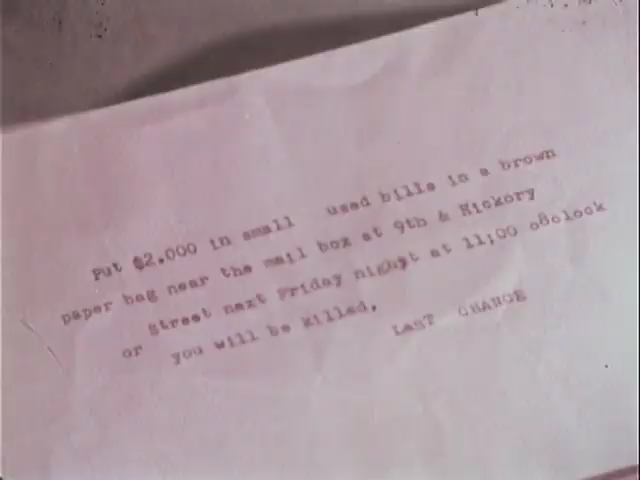 Put $2.000 in small used bills in a brown
paper bag near the mail box at 9th & Hickory
Street next Friday night at 11;00 o8clock
or you will be killed.
LAST CHANCE